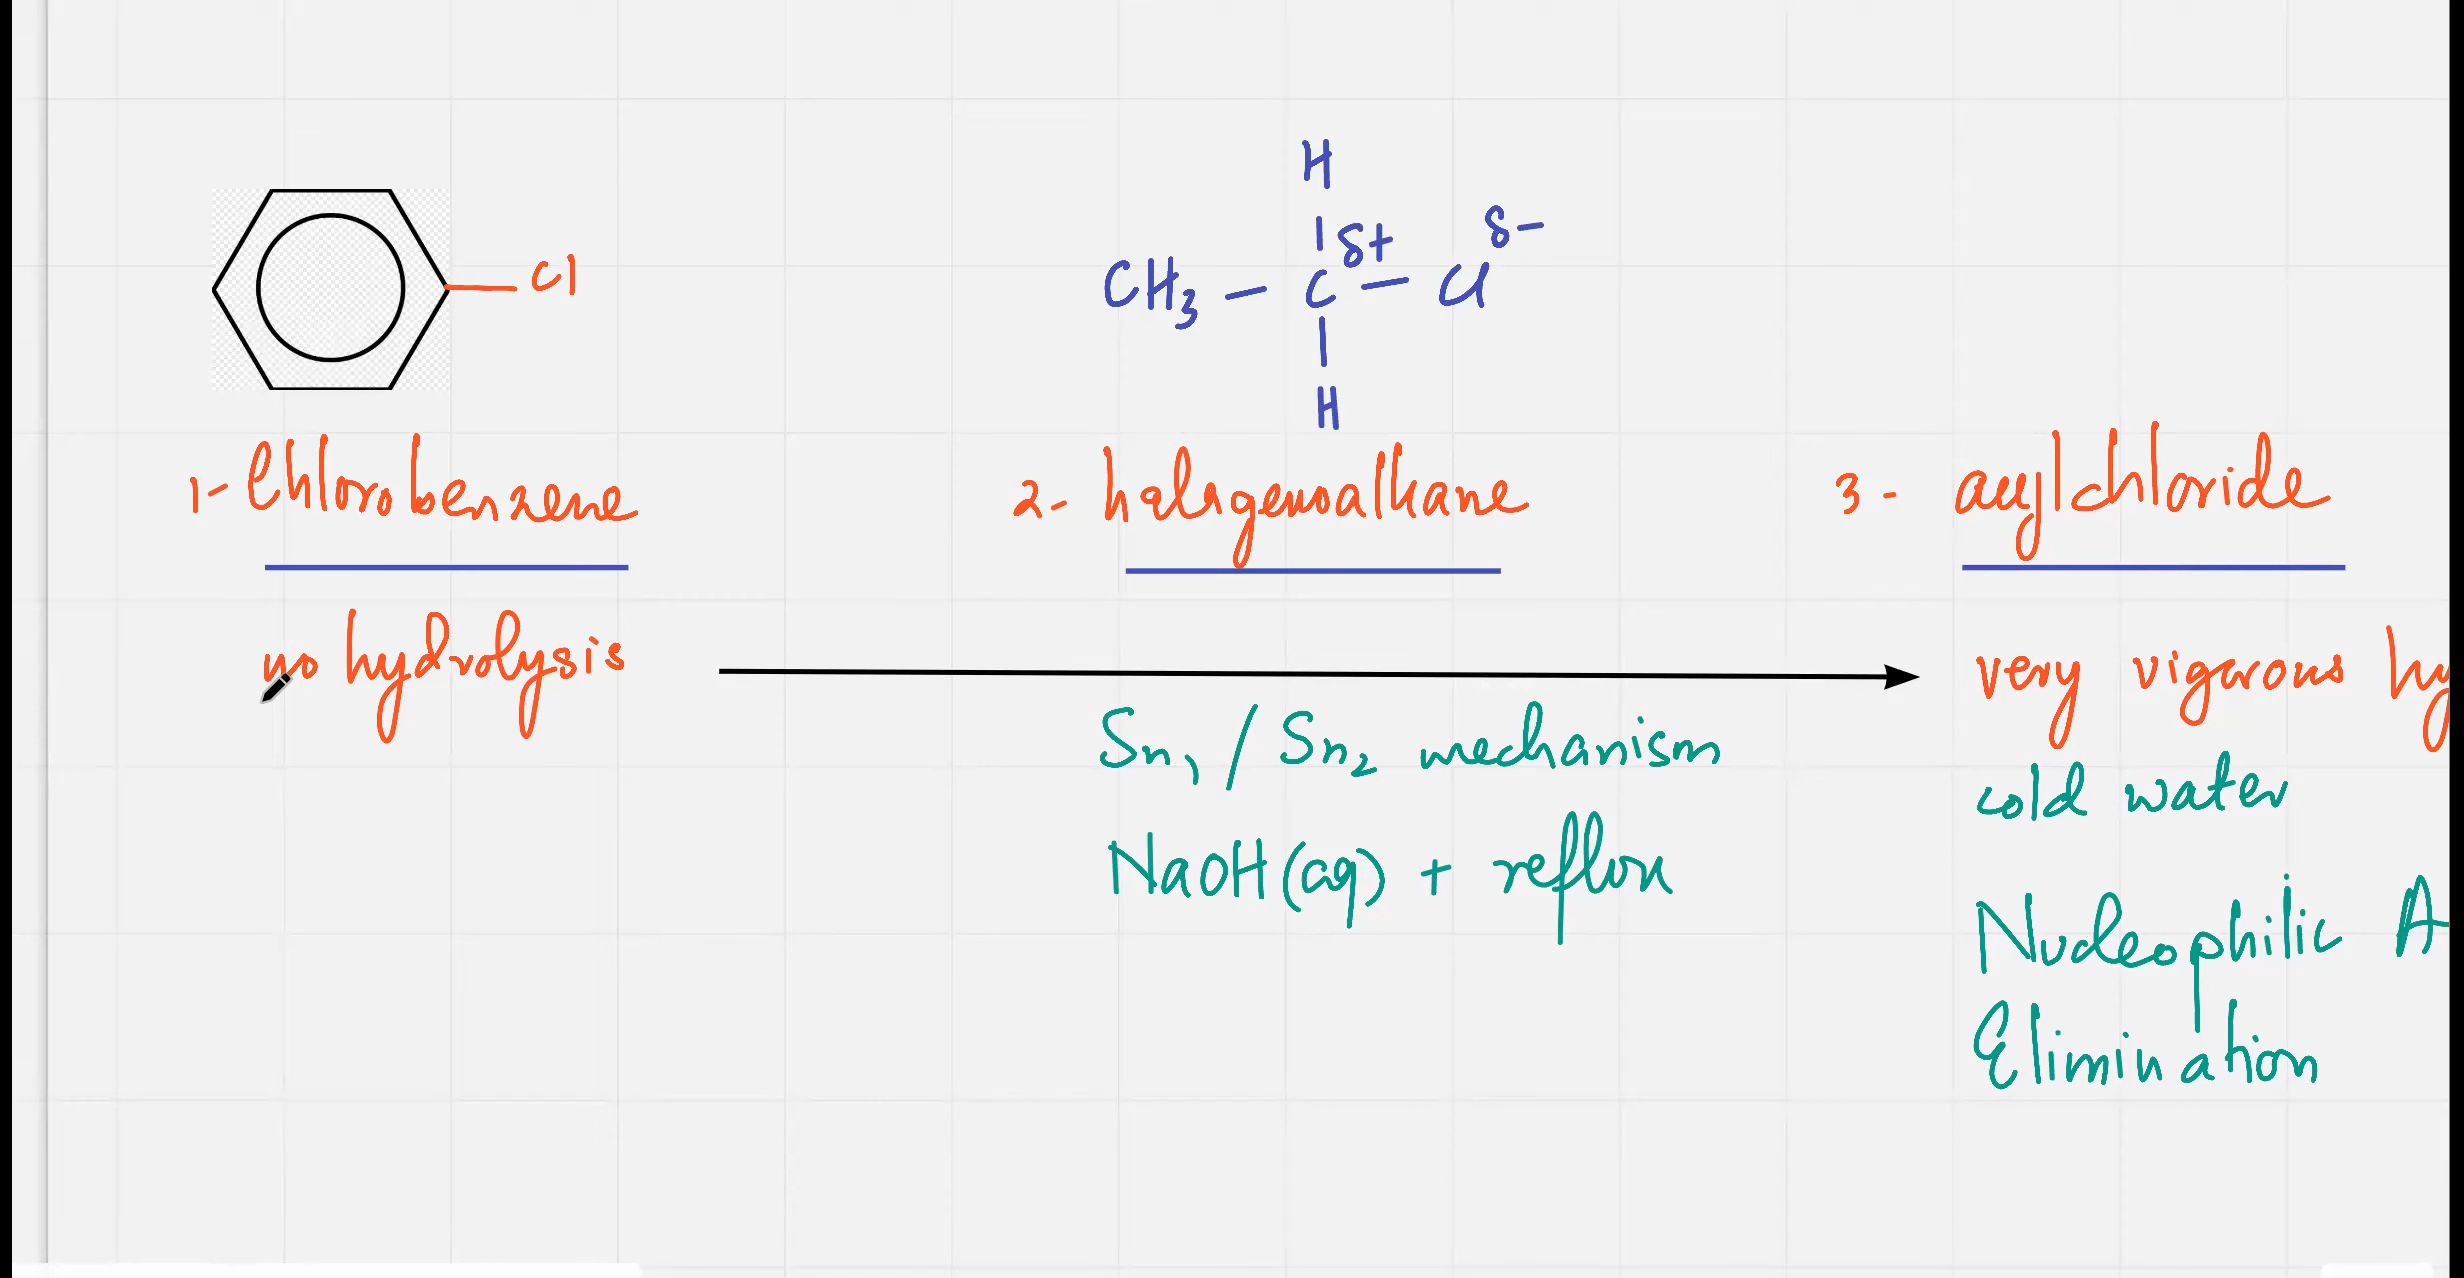 Cl
H
δ+ δ-
CH3 - C - Cl
H
1- Chlorobenzene
2- halogenoalkane
3- acylchloride
no hydrolysis
very vigorous hy
Sn1 / Sn2 mechanism
cold water
NaOH(aq) + reflux
Nucleophilic A
Elimination